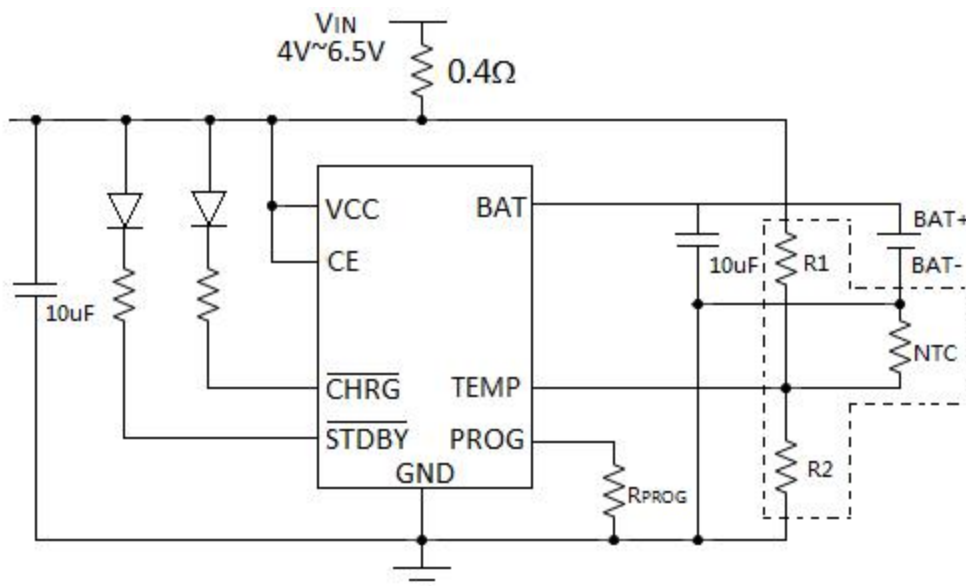 VIN
4V~6.5V
0.4Ω
VCC
BAT
CE
BAT+
BAT-
10uF
10uF
R1
NTC
CHRG
TEMP
STDBY
PROG
GND
R2
RPROG